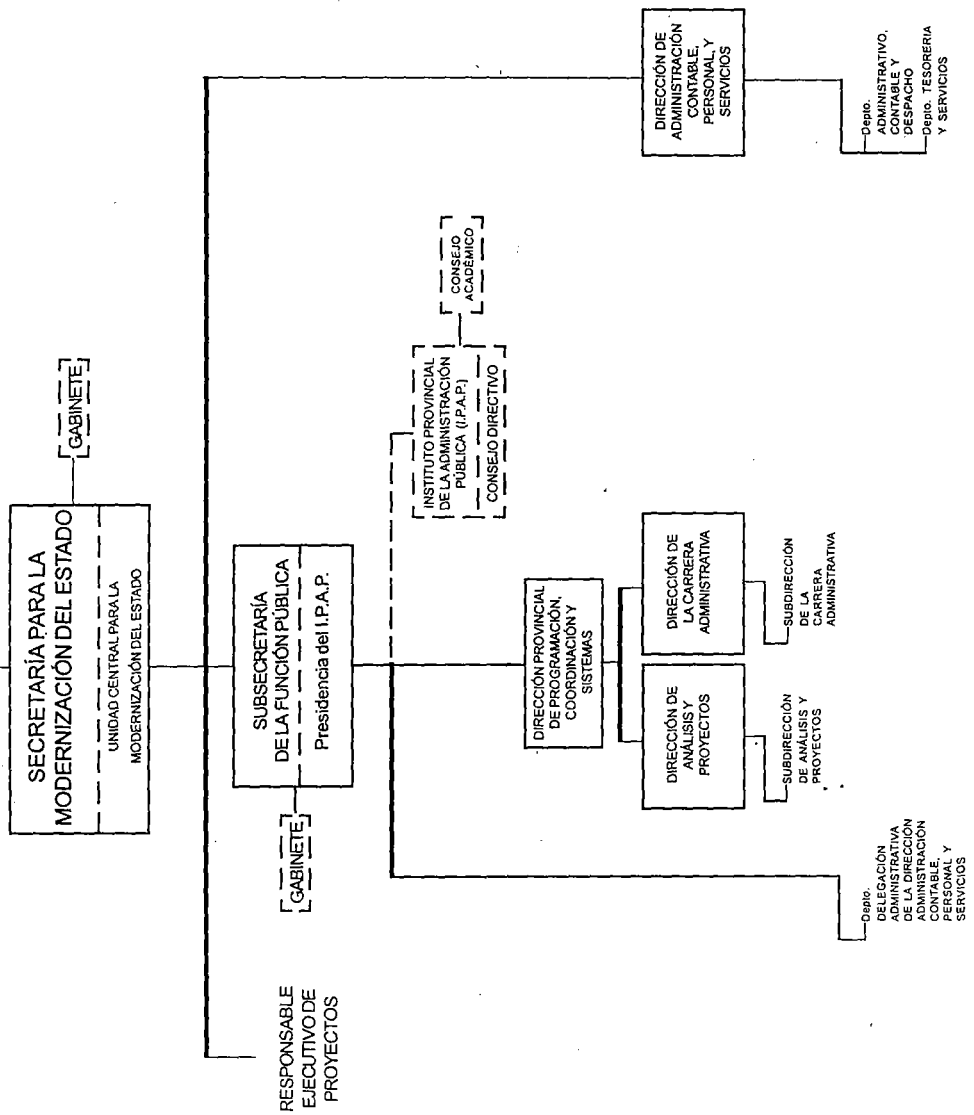 SECRETARÍA PARA LA
MODERNIZACIÓN DEL ESTADO
UNIDAD CENTRAL PARA LA
MODERNIZACIÓN DEL ESTADO
GABINETE
RESPONSABLE
EJECUTIVO DE
PROYECTOS
SUBSECRETARÍA
DE LA FUNCIÓN PÚBLICA
Presidencia del I.P.A.P.
GABINETE
INSTITUTO PROVINCIAL
DE LA ADMINISTRACIÓN
PÚBLICA (I.P.A.P.)
CONSEJO DIRECTIVO
CONSEJO
ACADÉMICO
DIRECCIÓN PROVINCIAL
DE PROGRAMACIÓN,
COORDINACIÓN Y
SISTEMAS
DIRECCIÓN DE
ANÁLISIS Y
PROYECTOS
SUBDIRECCIÓN
DE ANÁLISIS Y
PROYECTOS
DIRECCIÓN DE
LA CARRERA
ADMINISTRATIVA
SUBDIRECCIÓN
DE LA
CARRERA
ADMINISTRATIVA
Depto.
DELEGACIÓN
ADMINISTRATIVA
DE LA DIRECCIÓN
ADMINISTRACIÓN
CONTABLE,
PERSONAL Y
SERVICIOS
DIRECCIÓN DE
ADMINISTRACIÓN
CONTABLE,
PERSONAL, Y
SERVICIOS
Depto.
ADMINISTRATIVO,
CONTABLE Y
DESPACHO
Depto. TESORERIA
Y SERVICIOS